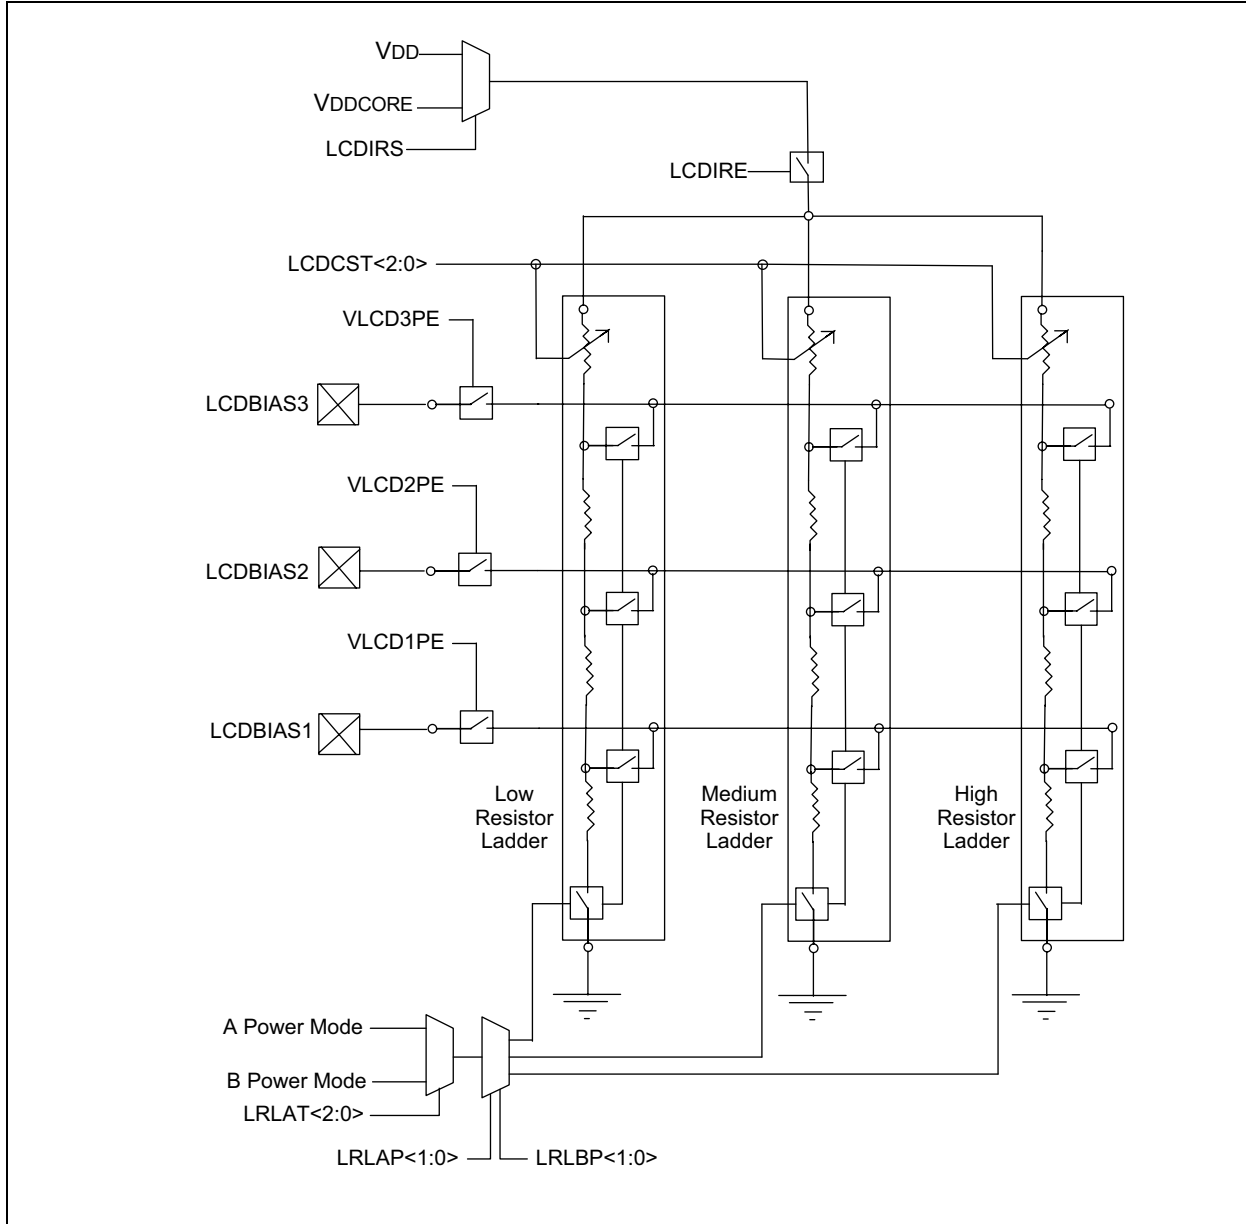 VDD
VDDCORE
LCDIRS
LCDIRE
LCDCST<2:0>
VLCD3PE
LCDBIAS3
VLCD2PE
LCDBIAS2
VLCD1PE
LCDBIAS1
Low
Resistor
Ladder
Medium
Resistor
Ladder
High
Resistor
Ladder
A Power Mode
B Power Mode
LRLAT<2:0>
LRLAP<1:0>
LRLBP<1:0>